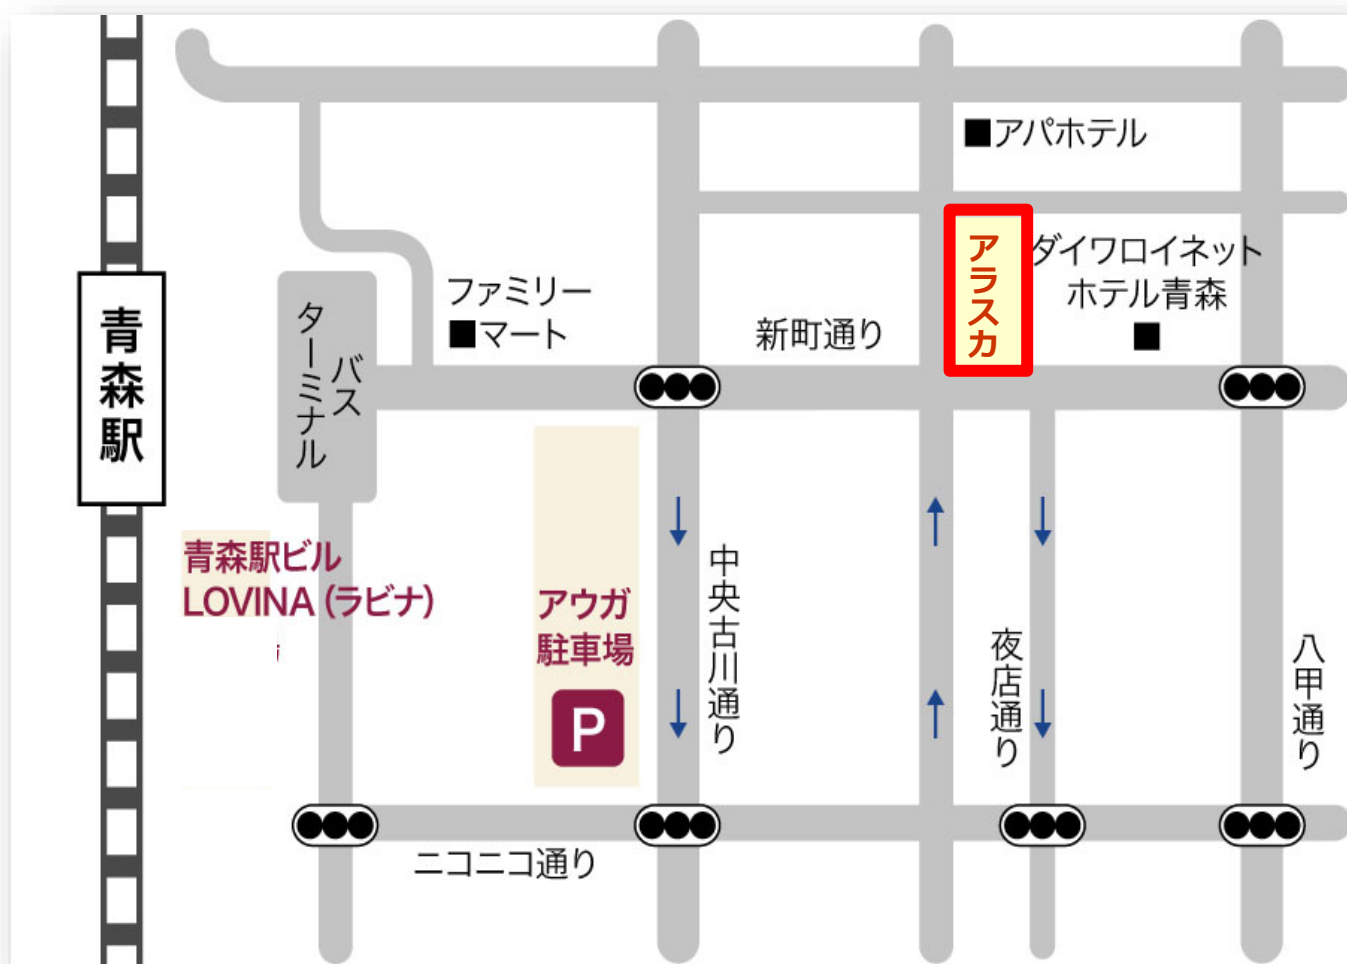 ■アパホテル
アラスカ
ダイワロイネット
ホテル青森
■
ファミリー
■マート
新町通り
青森駅
バス
ターミナル
青森駅ビル
LOVINA（ラビナ）
アウガ
駐車場
P
中央古川通り
夜店通り
八甲通り
ニコニコ通り